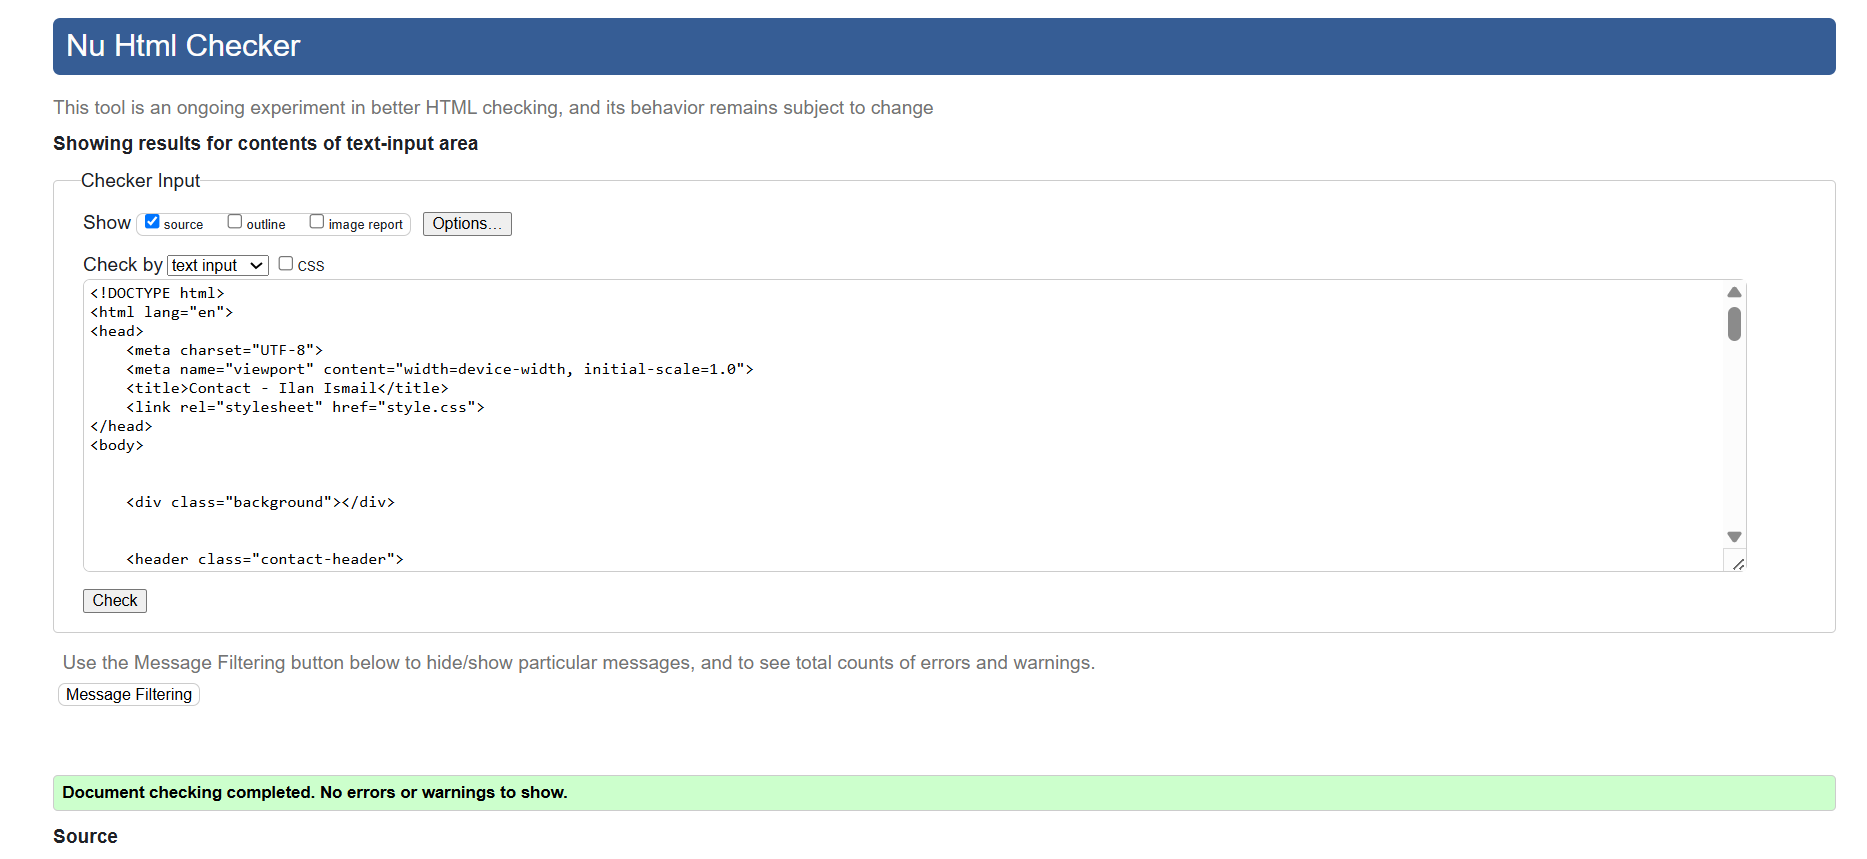 Nu Html Checker
This tool is an ongoing experiment in better HTML checking, and its behavior remains subject to change
Showing results for contents of text-input area
Checker Input
Show source outline image report Options...
Check by text input CSS
<!DOCTYPE html>
<html lang="en">
<head>
    <meta charset="UTF-8">
    <meta name="viewport" content="width=device-width, initial-scale=1.0">
    <title>Contact - Ilan Ismail</title>
    <link rel="stylesheet" href="style.css">
</head>
<body>
    <div class="background"></div>
    <header class="contact-header">
Check
Use the Message Filtering button below to hide/show particular messages, and to see total counts of errors and warnings.
Message Filtering
Document checking completed. No errors or warnings to show.
Source